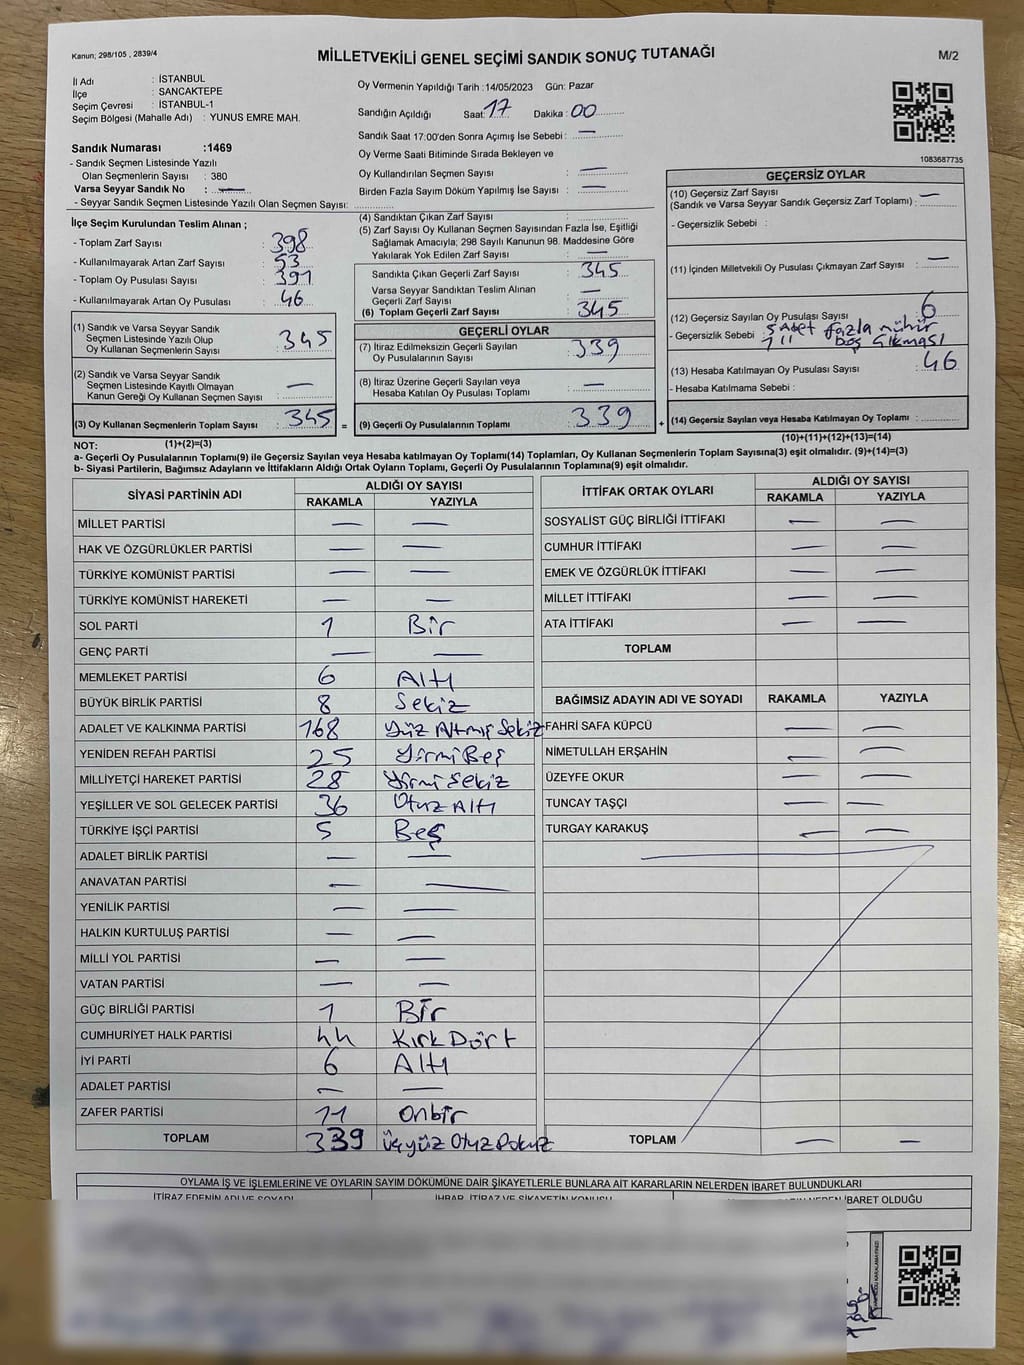 Kanun; 298/105 , 2839/4
MİLLETVEKİLİ GENEL SEÇİMİ SANDIK SONUÇ TUTANAĞI
M/2
İl Adı : İSTANBUL
İlçe : SANCAKTEPE
Seçim Çevresi : İSTANBUL-1
Seçim Bölgesi (Mahalle Adı) : YUNUS EMRE MAH.
Sandık Numarası :1469
- Sandık Seçmen Listesinde Yazılı
Olan Seçmenlerin Sayısı : 380
Varsa Seyyar Sandık No : —
- Seyyar Sandık Seçmen Listesinde Yazılı Olan Seçmen Sayısı:
Oy Vermenin Yapıldığı Tarih :14/05/2023 Gün: Pazar
Sandığın Açıldığı Saat: 17 Dakika : 00
Sandık Saat 17:00'den Sonra Açımış İse Sebebi : —
Oy Verme Saati Bitiminde Sırada Bekleyen ve
Oy Kullandırılan Seçmen Sayısı : —
Birden Fazla Sayım Döküm Yapılmış İse Sayısı : —
1083687735
İlçe Seçim Kurulundan Teslim Alınan ;
- Toplam Zarf Sayısı : 398
- Kullanılmayarak Artan Zarf Sayısı : 53
- Toplam Oy Pusulası Sayısı : 391
- Kullanılmayarak Artan Oy Pusulası : 46
(1) Sandık ve Varsa Seyyar Sandık
Seçmen Listesinde Yazılı Olup
Oy Kullanan Seçmenlerin Sayısı : 345
(2) Sandık ve Varsa Seyyar Sandık
Seçmen Listesinde Kayıtlı Olmayan
Kanun Gereği Oy Kullanan Seçmen Sayısı : —
(3) Oy Kullanan Seçmenlerin Toplam Sayısı : 345 =
(4) Sandıktan Çıkan Zarf Sayısı :
(5) Zarf Sayısı Oy Kullanan Seçmen Sayısından Fazla İse, Eşitliği
Sağlamak Amacıyla; 298 Sayılı Kanunun 98. Maddesine Göre
Yakılarak Yok Edilen Zarf Sayısı : —
Sandıkta Çıkan Geçerli Zarf Sayısı : 345
Varsa Seyyar Sandıktan Teslim Alınan
Geçerli Zarf Sayısı : —
(6) Toplam Geçerli Zarf Sayısı : 345
GEÇERLİ OYLAR
(7) İtiraz Edilmeksizin Geçerli Sayılan
Oy Pusulalarının Sayısı : 339
(8) İtiraz Üzerine Geçerli Sayılan veya
Hesaba Katılan Oy Pusulası Toplamı : —
(9) Geçerli Oy Pusulalarının Toplamı : 339 +
GEÇERSİZ OYLAR
(10) Geçersiz Zarf Sayısı —
(Sandık ve Varsa Seyyar Sandık Geçersiz Zarf Toplamı) :
- Geçersizlik Sebebi :
(11) İçinden Milletvekili Oy Pusulası Çıkmayan Zarf Sayısı : —
(12) Geçersiz Sayılan Oy Pusulası Sayısı : 6
- Geçersizlik Sebebi : fazla mühür
boş çıkması
(13) Hesaba Katılmayan Oy Pusulası Sayısı : 46
- Hesaba Katılmama Sebebi :
(14) Geçersiz Sayılan veya Hesaba Katılmayan Oy Toplamı :
NOT: (1)+(2)=(3) (10)+(11)+(12)+(13)=(14)
a- Geçerli Oy Pusulalarının Toplamı(9) ile Geçersiz Sayılan veya Hesaba katılmayan Oy Toplamı(14) Toplamları, Oy Kullanan Seçmenlerin Toplam Sayısına(3) eşit olmalıdır. (9)+(14)=(3)
b- Siyasi Partilerin, Bağımsız Adayların ve İttifakların Aldığı Ortak Oyların Toplamı, Geçerli Oy Pusulalarının Toplamına(9) eşit olmalıdır.
SİYASİ PARTİNİN ADI ALDIĞI OY SAYISI
RAKAMLA YAZIYLA
MİLLET PARTİSİ — —
HAK VE ÖZGÜRLÜKLER PARTİSİ — —
TÜRKİYE KOMÜNİST PARTİSİ — —
TÜRKİYE KOMÜNİST HAREKETİ — —
SOL PARTİ 1 Bir
GENÇ PARTİ — —
MEMLEKET PARTİSİ 6 Altı
BÜYÜK BİRLİK PARTİSİ 8 Sekiz
ADALET VE KALKINMA PARTİSİ 168 Yüz Altmış Sekiz
YENİDEN REFAH PARTİSİ 25 Yirmi Beş
MİLLİYETÇİ HAREKET PARTİSİ 28 Yirmi Sekiz
YEŞİLLER VE SOL GELECEK PARTİSİ 36 Otuz Altı
TÜRKİYE İŞÇİ PARTİSİ 5 Beş
ADALET BİRLİK PARTİSİ — —
ANAVATAN PARTİSİ — —
YENİLİK PARTİSİ — —
HALKIN KURTULUŞ PARTİSİ — —
MİLLİ YOL PARTİSİ — —
VATAN PARTİSİ — —
GÜÇ BİRLİĞİ PARTİSİ 1 Bir
CUMHURİYET HALK PARTİSİ 44 Kırk Dört
İYİ PARTİ 6 Altı
ADALET PARTİSİ — —
ZAFER PARTİSİ 11 Onbir
TOPLAM 339 Üçyüz Otuz Dokuz
İTTİFAK ORTAK OYLARI ALDIĞI OY SAYISI
RAKAMLA YAZIYLA
SOSYALİST GÜÇ BİRLİĞİ İTTİFAKI — —
CUMHUR İTTİFAKI — —
EMEK VE ÖZGÜRLÜK İTTİFAKI — —
MİLLET İTTİFAKI — —
ATA İTTİFAKI — —
TOPLAM
BAĞIMSIZ ADAYIN ADI VE SOYADI RAKAMLA YAZIYLA
FAHRİ SAFA KÜPCÜ — —
NİMETULLAH ERŞAHİN — —
ÜZEYFE OKUR — —
TUNCAY TAŞÇI — —
TURGAY KARAKUŞ — —
TOPLAM — —
OYLAMA İŞ VE İŞLEMLERİNE VE OYLARIN SAYIM DÖKÜMÜNE DAİR ŞİKAYETLERLE BUNLARA AİT KARARLARIN NELERDEN İBARET BULUNDUKLARI
İTİRAZ EDENİN ADI VE SOYADI İHBAR, İTİRAZ VE ŞİKAYETİN KONUSU NEDEN İBARET OLDUĞU